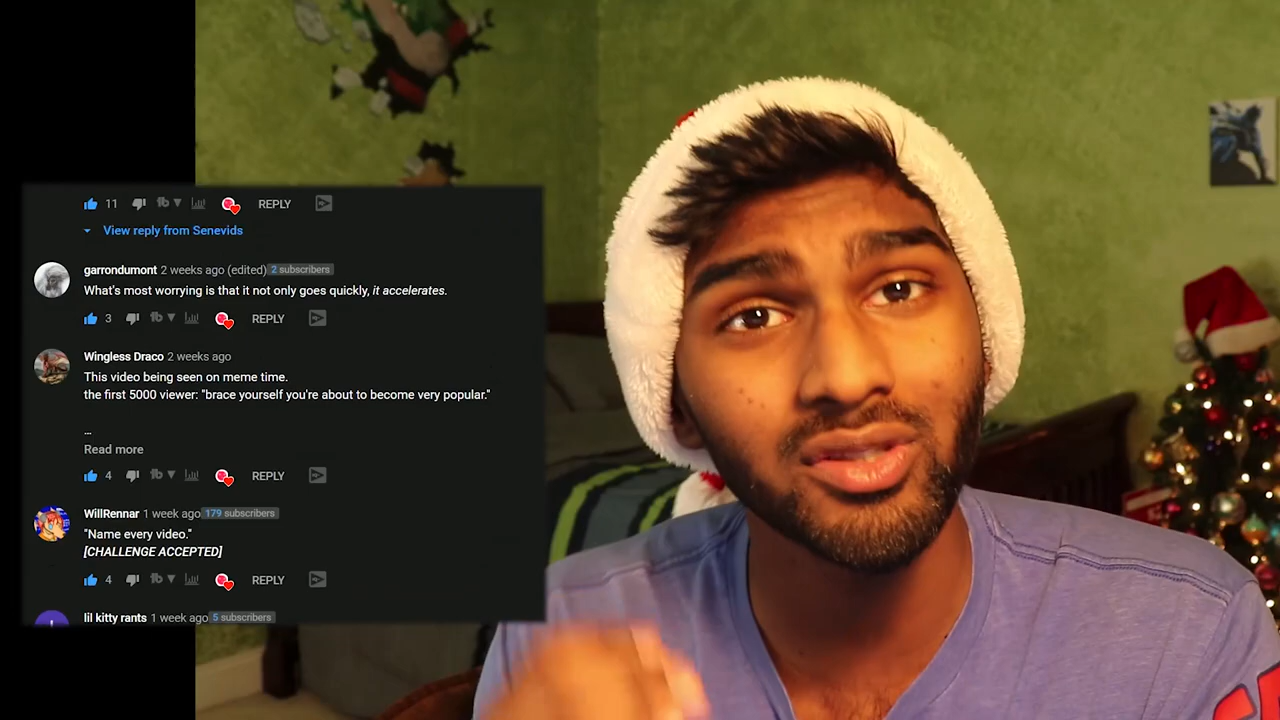 11 REPLY
View reply from Senevids
garrondumont 2 weeks ago (edited) 2 subscribers
What's most worrying is that it not only goes quickly, it accelerates.
3 REPLY
Wingless Draco 2 weeks ago
This video being seen on meme time.
the first 5000 viewer: "brace yourself you're about to become very popular."
...
Read more
4 REPLY
WillRennar 1 week ago 179 subscribers
"Name every video."
[CHALLENGE ACCEPTED]
4 REPLY
lil kitty rants 1 week ago 5 subscribers